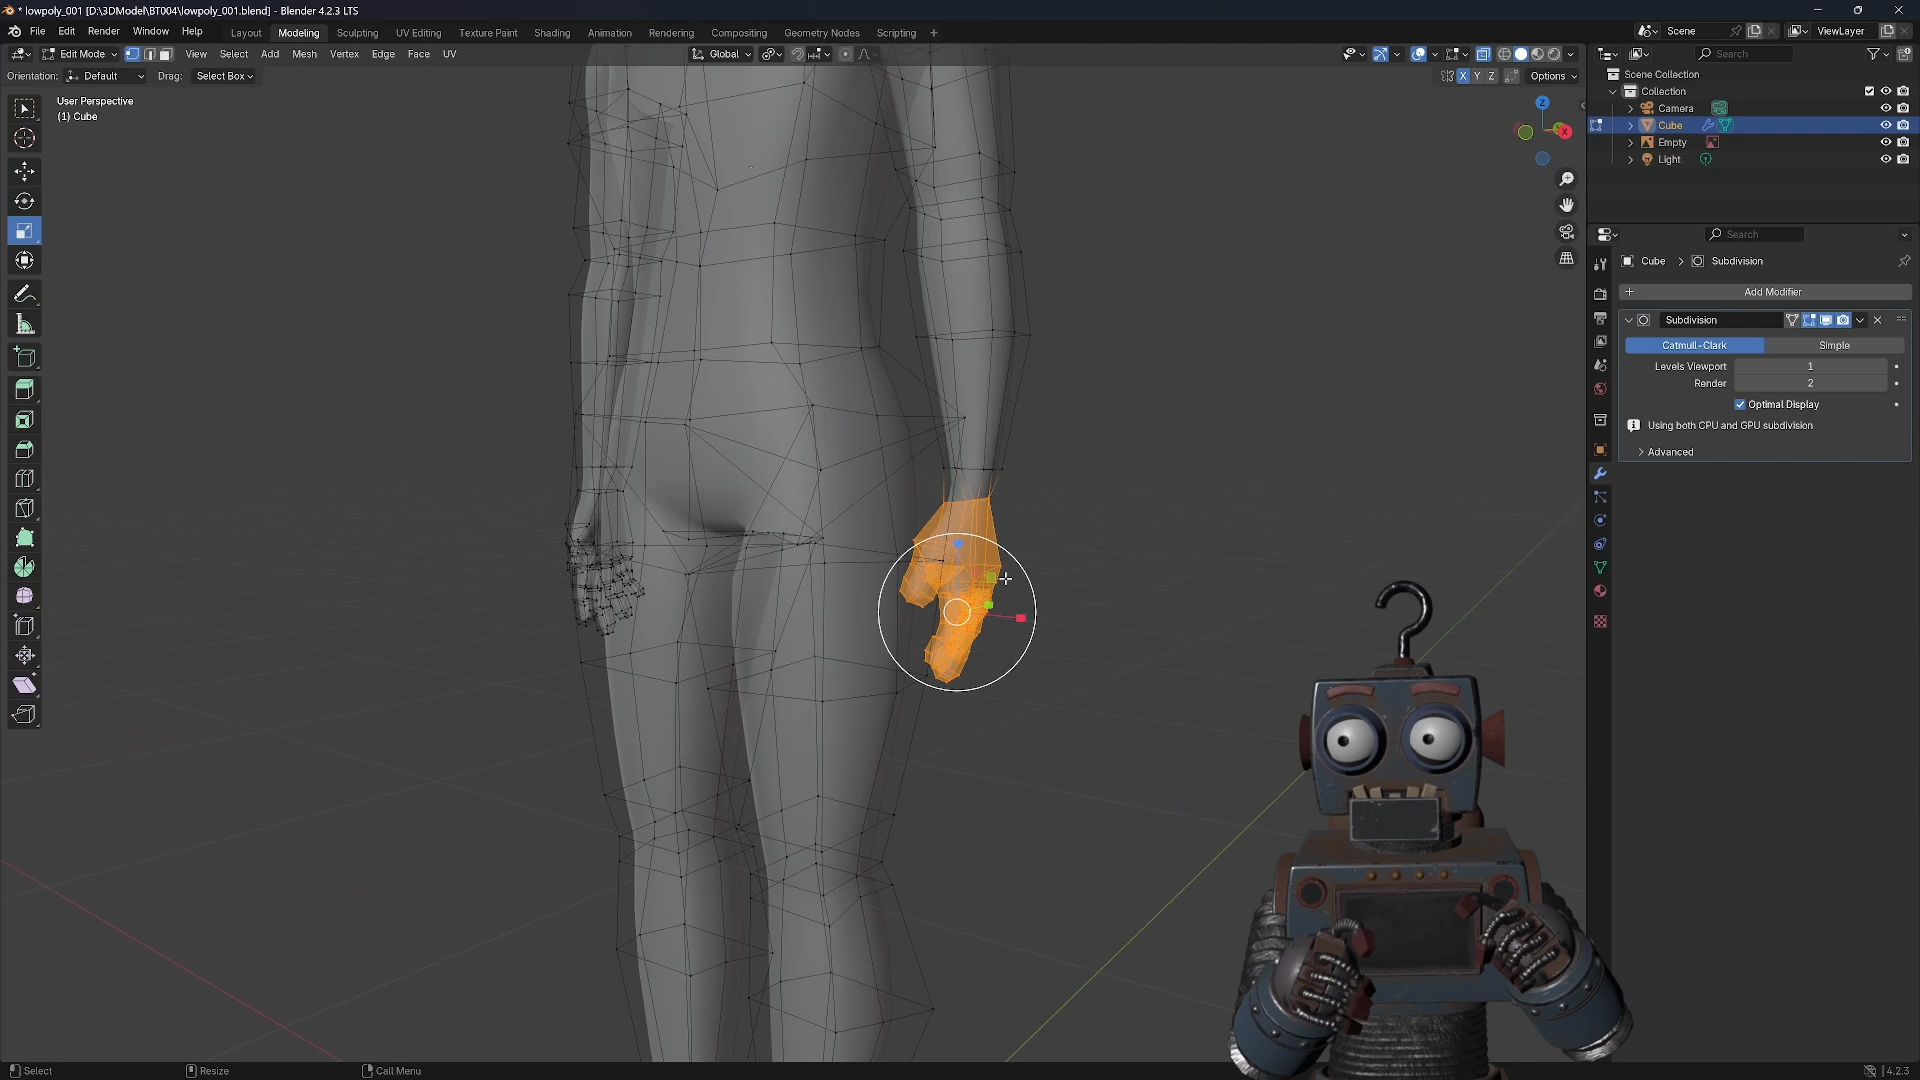 * lowpoly_001 [D:\3DModel\BT004\lowpoly_001.blend] - Blender 4.2.3 LTS
File Edit Render Window Help Layout Modeling Sculpting UV Editing Texture Paint Shading Animation Rendering Compositing Geometry Nodes Scripting + Scene ViewLayer
Edit Mode View Select Add Mesh Vertex Edge Face UV Global Search
Orientation: Default Drag: Select Box X Y Z Options
Scene Collection
Collection
Camera
Cube
Empty
Light
User Perspective
(1) Cube
Z
X
Search
Cube > Subdivision
+ Add Modifier
Subdivision
Catmull-Clark Simple
Levels Viewport 1
Render 2
Optimal Display
Using both CPU and GPU subdivision
Advanced
Select Resize Call Menu 4.2.3